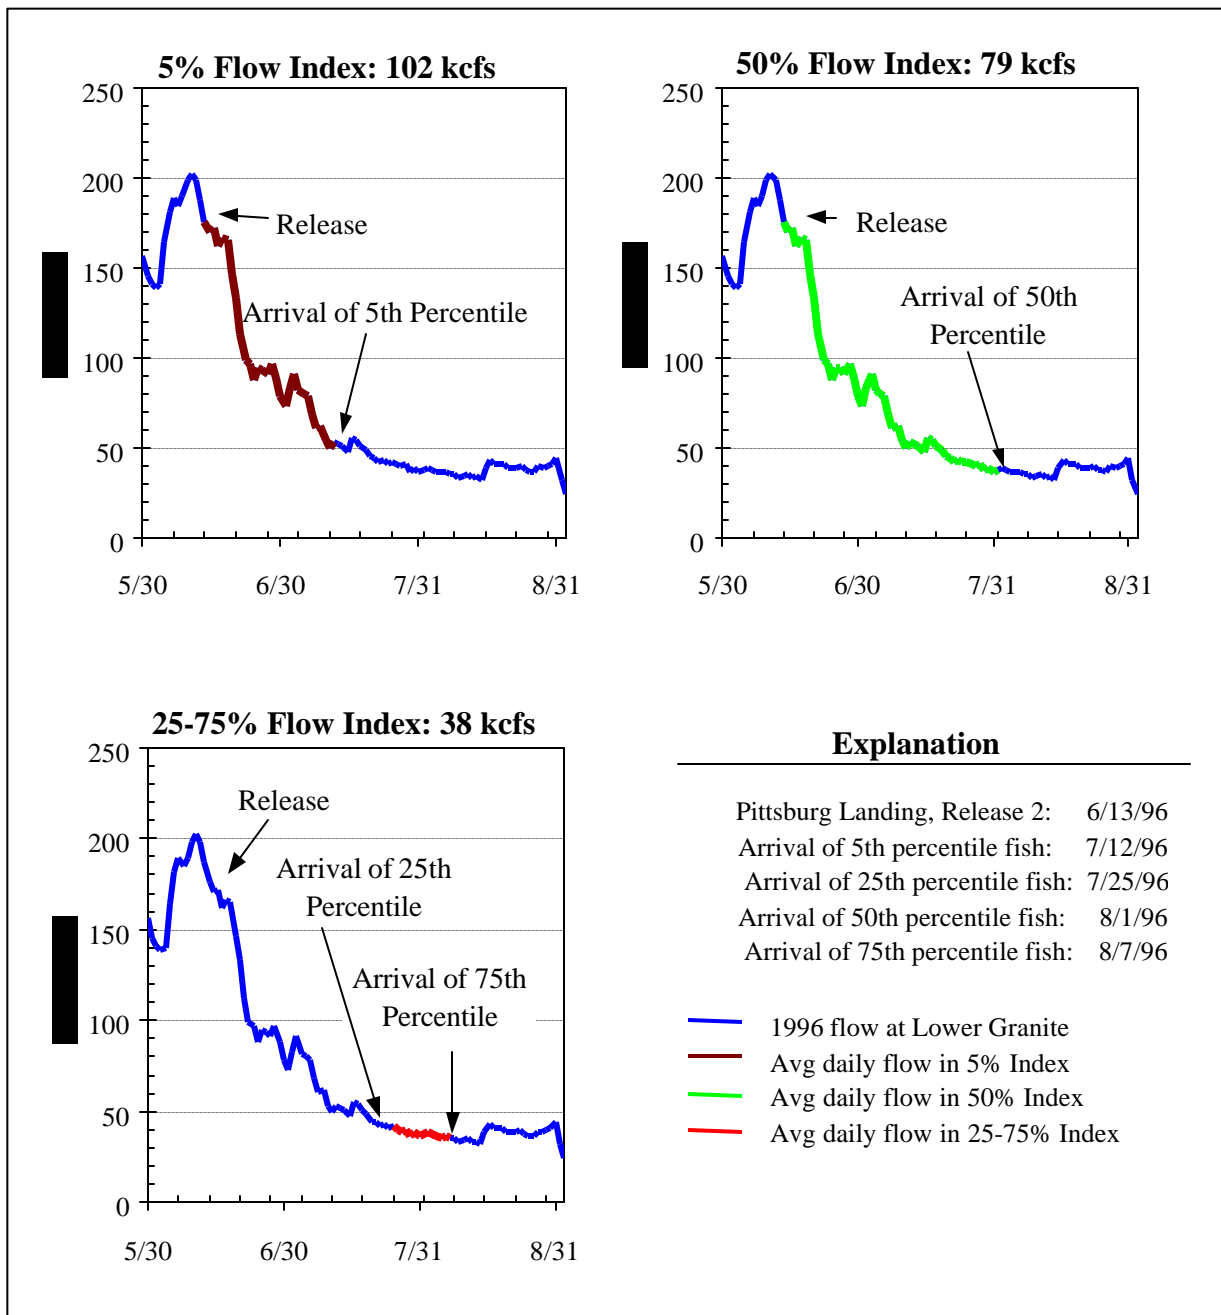 5% Flow Index: 102 kcfs
250
200
150
100
50
0
5/30
6/30
7/31
8/31
Release
Arrival of 5th Percentile
50% Flow Index: 79 kcfs
250
200
150
100
50
0
5/30
6/30
7/31
8/31
Release
Arrival of 50th
Percentile
25-75% Flow Index: 38 kcfs
250
200
150
100
50
0
5/30
6/30
7/31
8/31
Release
Arrival of 25th
Percentile
Arrival of 75th
Percentile
Explanation
Pittsburg Landing, Release 2: 6/13/96
Arrival of 5th percentile fish: 7/12/96
Arrival of 25th percentile fish: 7/25/96
Arrival of 50th percentile fish: 8/1/96
Arrival of 75th percentile fish: 8/7/96
1996 flow at Lower Granite
Avg daily flow in 5% Index
Avg daily flow in 50% Index
Avg daily flow in 25-75% Index